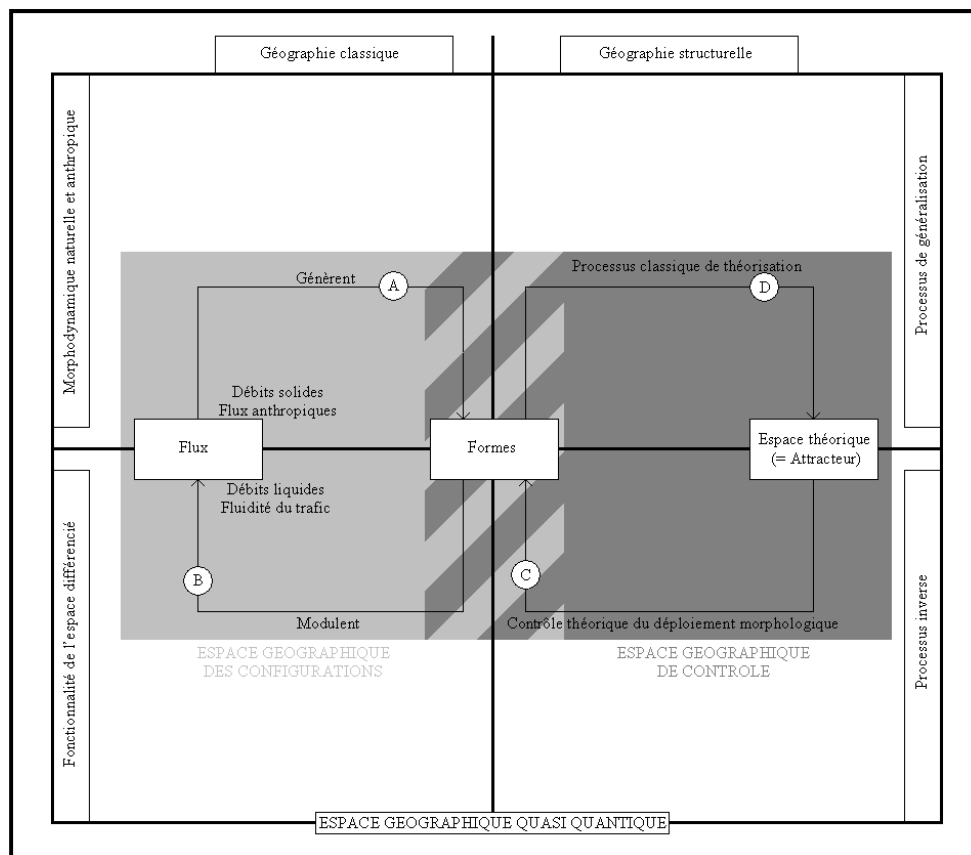 Géographie classique
Géographie structurelle
Morphodynamique naturelle et anthropique
Processus de généralisation
Génèrent
A
Processus classique de théorisation
D
Débits solides
Flux anthropiques
Flux
Formes
Espace théorique
(= Attracteur)
Débits liquides
Fluidité du trafic
B
C
Modulent
Contrôle théorique du déploiement morphologique
Fonctionnalité de l'espace différencié
Processus inverse
ESPACE GEOGRAPHIQUE
DES CONFIGURATIONS
ESPACE GEOGRAPHIQUE
DE CONTROLE
ESPACE GEOGRAPHIQUE QUASI QUANTIQUE